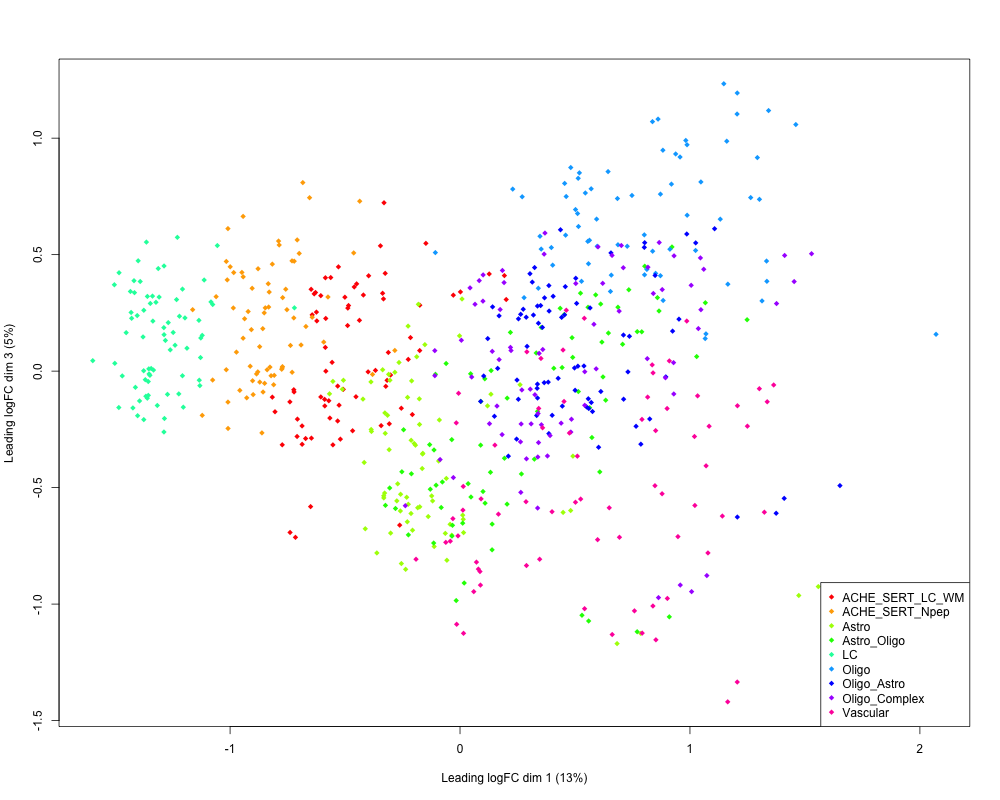 Leading logFC dim 3 (5%)
1.0
0.5
0.0
-0.5
-1.0
-1.5
ACHE_SERT_LC_WM
ACHE_SERT_Npep
Astro
Astro_Oligo
LC
Oligo
Oligo_Astro
Oligo_Complex
Vascular
-1
0
1
2
Leading logFC dim 1 (13%)